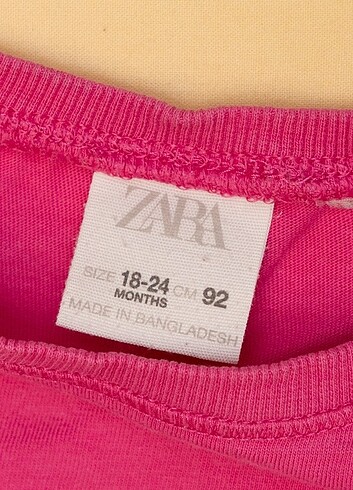 ZARA
SIZE 18-24 CM 92
MONTHS
MADE IN BANGLADESH